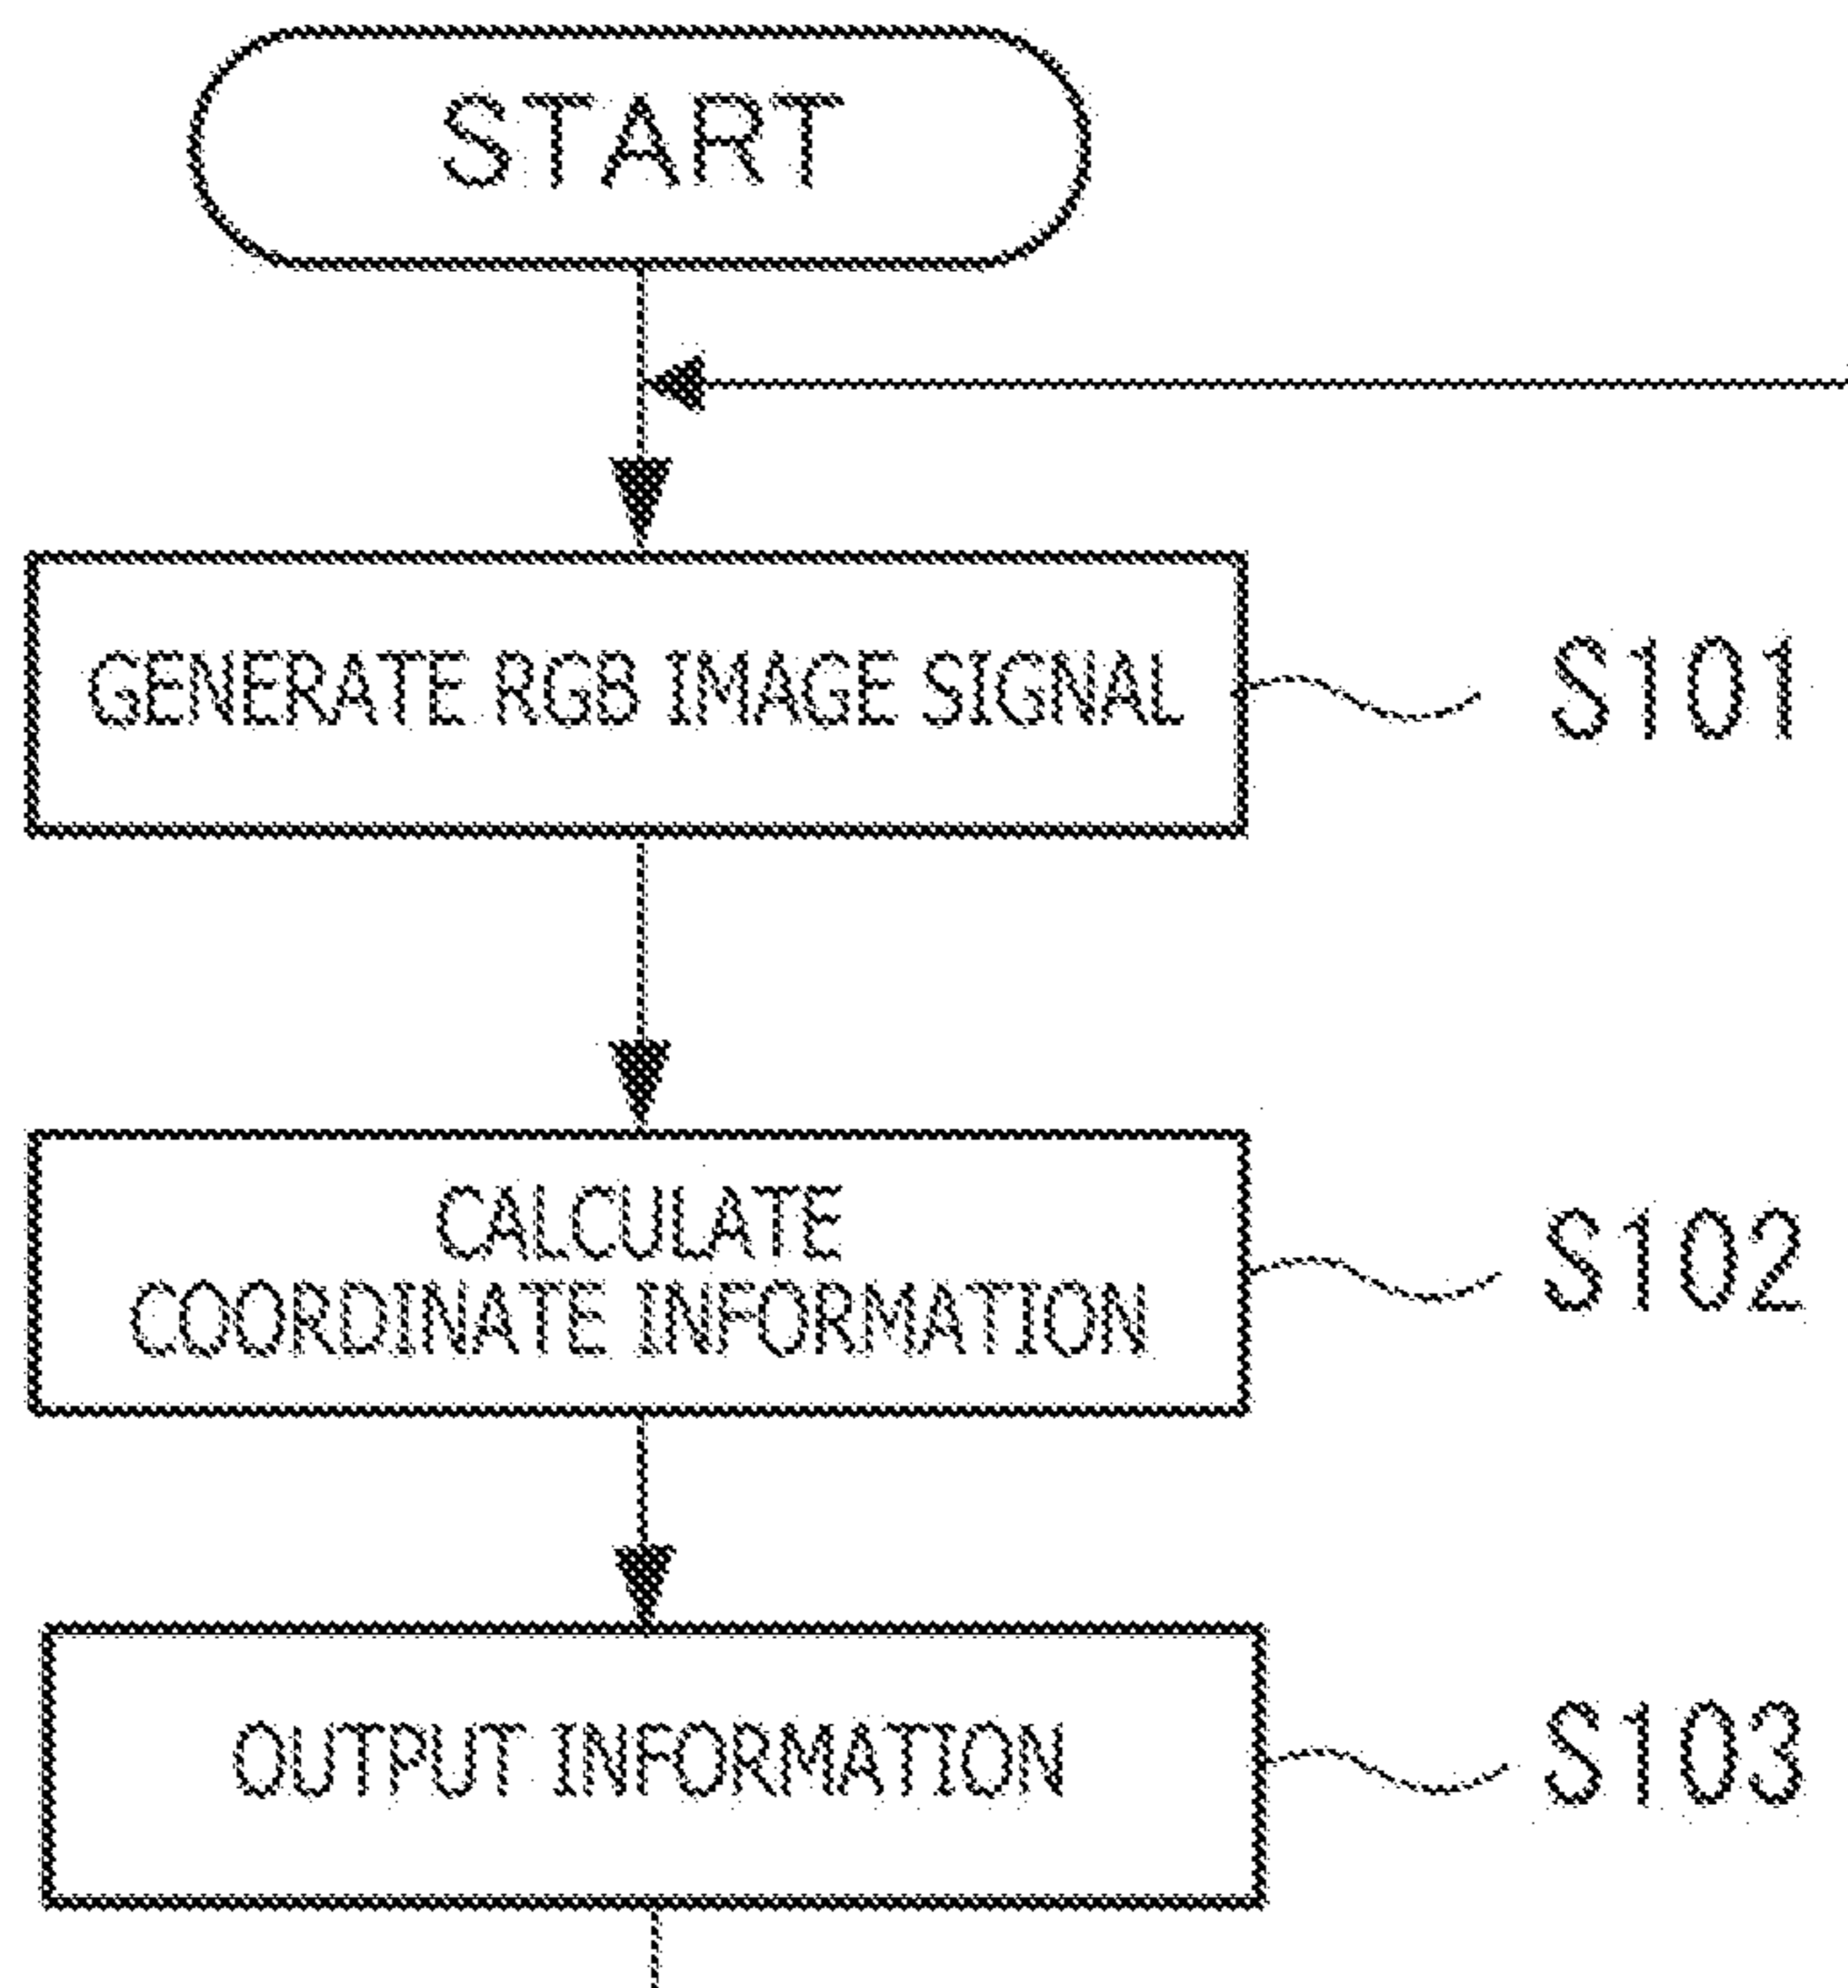 START
GENERATE RGB IMAGE SIGNAL
S101
CALCULATE
COORDINATE INFORMATION
S102
OUTPUT INFORMATION
S103